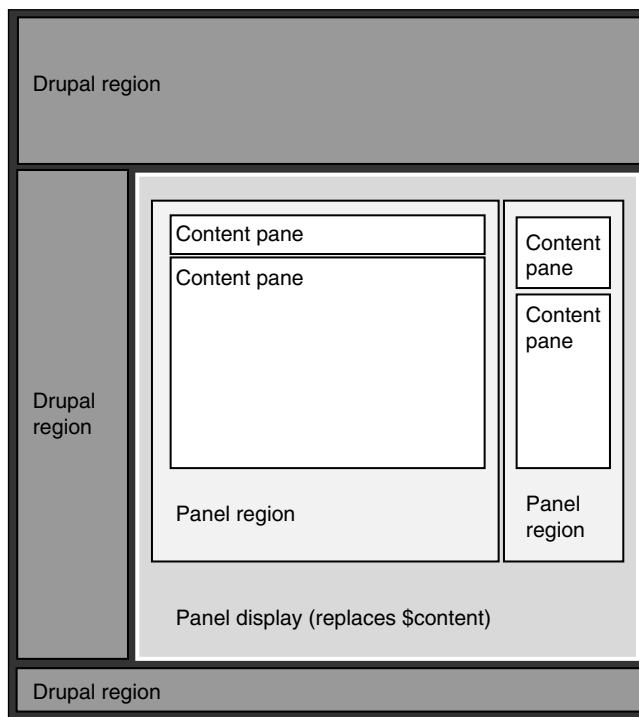 Drupal region
Content pane
Content pane
Content
pane
Content
pane
Drupal
region
Panel region
Panel
region
Panel display (replaces $content)
Drupal region